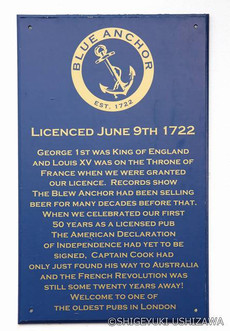 BLUE ANCHOR
EST. 1722
LICENCED JUNE 9TH 1722
GEORGE 1ST WAS KING OF ENGLAND
AND LOUIS XV WAS ON THE THRONE OF
FRANCE WHEN WE WERE GRANTED
OUR LICENCE. RECORDS SHOW
THE BLEW ANCHOR HAD BEEN SELLING
BEER FOR MANY DECADES BEFORE THAT.
WHEN WE CELEBRATED OUR FIRST
50 YEARS AS A LICENSED PUB
THE AMERICAN DECLARATION
OF INDEPENDENCE HAD YET TO BE
SIGNED, CAPTAIN COOK HAD
ONLY JUST FOUND HIS WAY TO AUSTRALIA
AND THE FRENCH REVOLUTION WAS
STILL SOME TWENTY YEARS AWAY!
WELCOME TO ONE OF
THE OLDEST PUBS IN LONDON
©SHIGEYUKI USHIZAWA